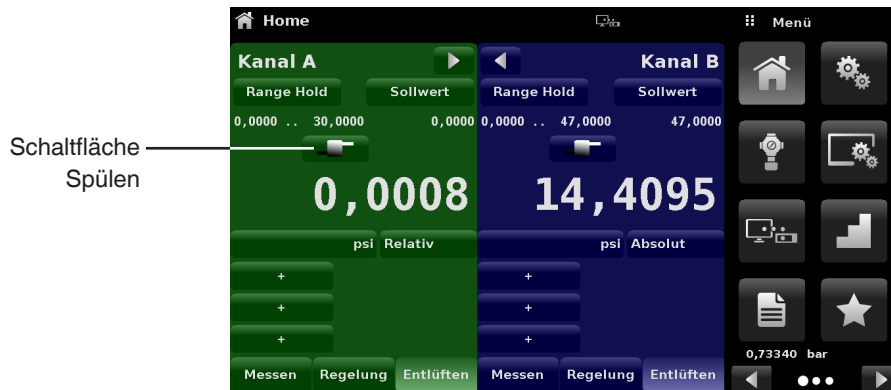 Schaltfläche
Spülen
Home
Kanal A
Range Hold Sollwert
0,0000 .. 30,0000 0,0000
0,0008
psi Relativ
+
+
+
Messen Regelung Entlüften
Kanal B
Range Hold Sollwert
0,0000 .. 47,0000 47,0000
14,4095
psi Absolut
+
+
+
Messen Regelung Entlüften
Menü
0,73340 bar